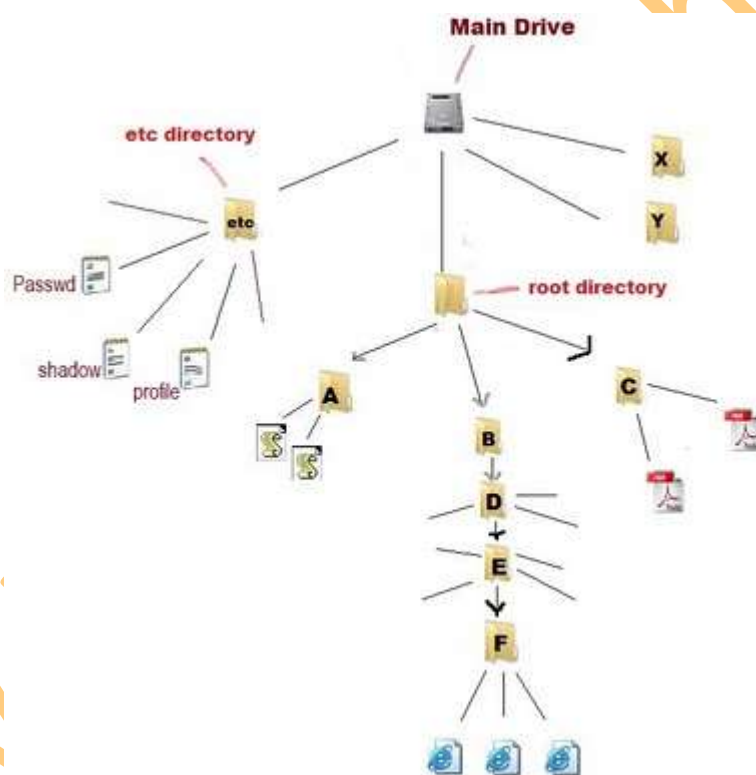 Main Drive
etc directory
X
etc
Y
Passwd
root directory
shadow
profile
A
C
B
D
E
F